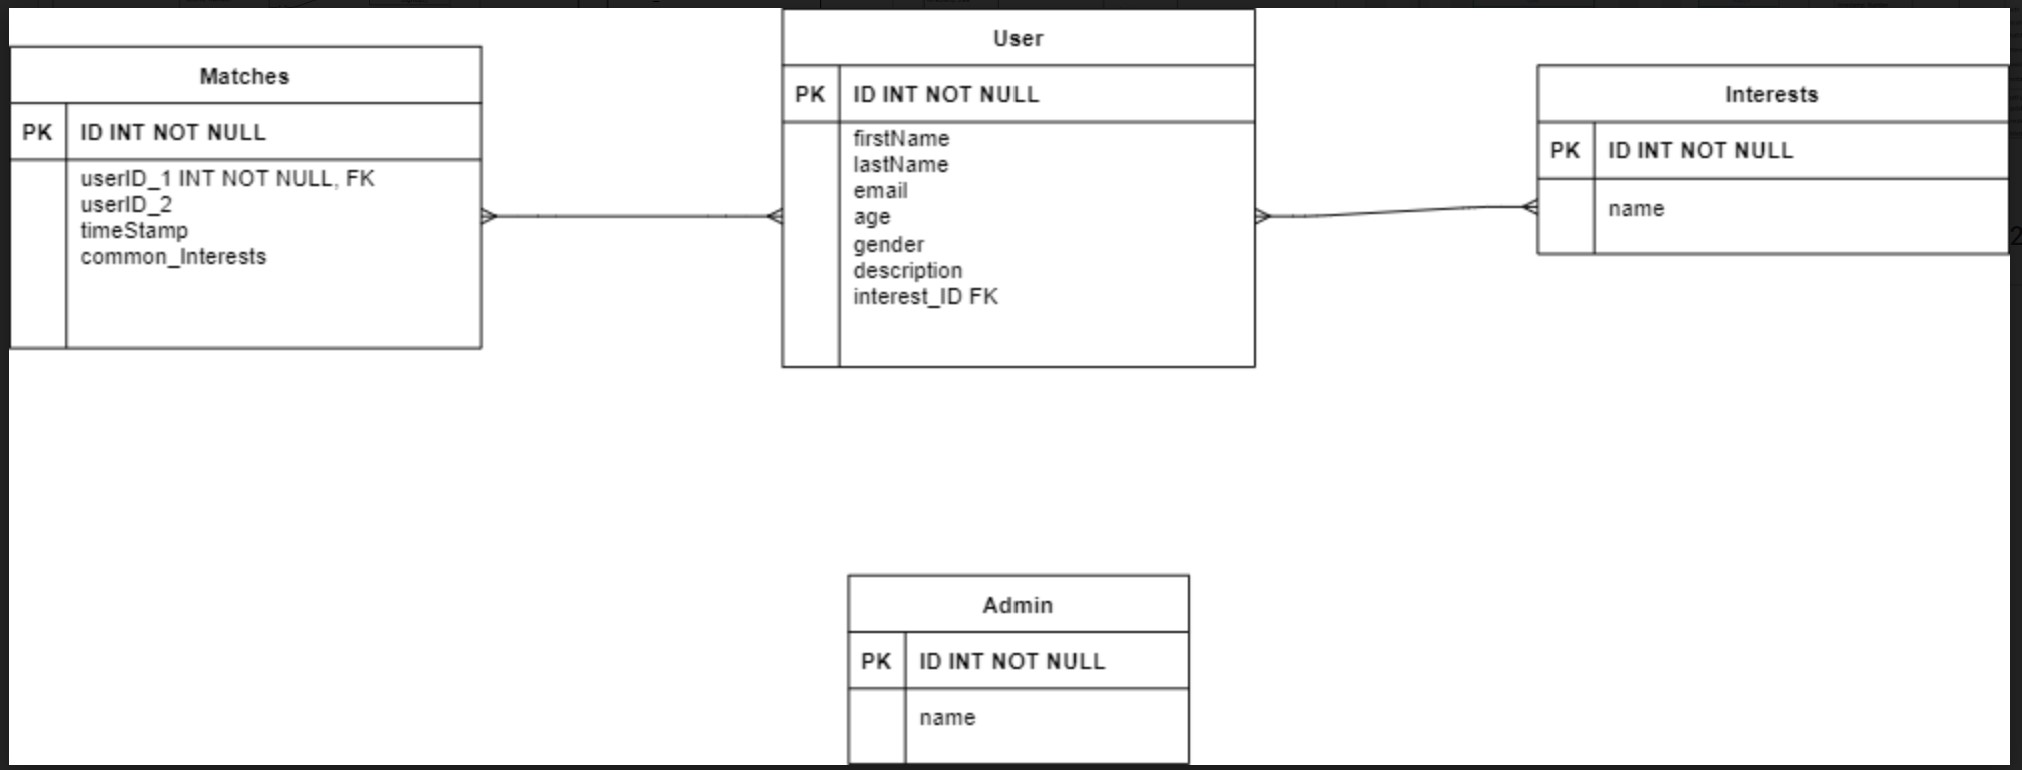 Matches
PK ID INT NOT NULL
userID_1 INT NOT NULL, FK
userID_2
timeStamp
common_Interests
User
PK ID INT NOT NULL
firstName
lastName
email
age
gender
description
interest_ID FK
Interests
PK ID INT NOT NULL
name
2
Admin
PK ID INT NOT NULL
name